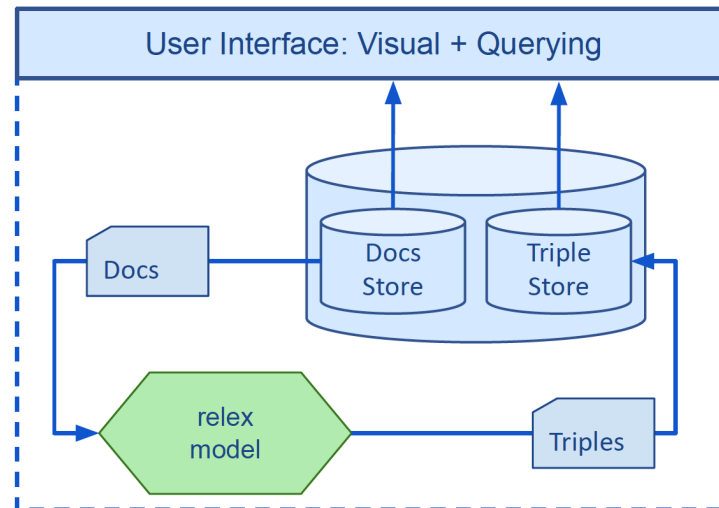 User Interface: Visual + Querying
Docs
Store
Triple
Store
Docs
relex
model
Triples